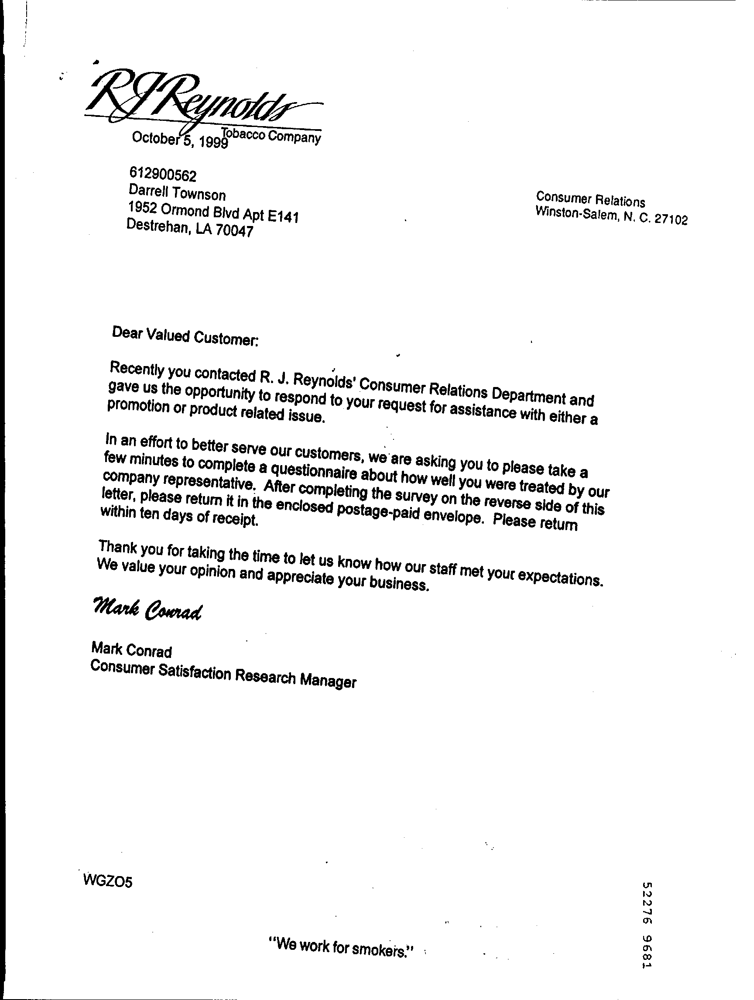 RJReynolds
Tobacco Company
October 5, 1999
612900562
Darrell Townson
1952 Ormond Blvd Apt E141
Destrehan, LA 70047
Consumer Relations
Winston-Salem, N. C. 27102
Dear Valued Customer:
Recently you contacted R. J. Reynolds' Consumer Relations Department and
gave us the opportunity to respond to your request for assistance with either a
promotion or product related issue.
In an effort to better serve our customers, we are asking you to please take a
few minutes to complete a questionnaire about how well you were treated by our
company representative. After completing the survey on the reverse side of this
letter, please return it in the enclosed postage-paid envelope. Please return
within ten days of receipt.
Thank you for taking the time to let us know how our staff met your expectations.
We value your opinion and appreciate your business.
Mark Conrad
Mark Conrad
Consumer Satisfaction Research Manager
WGZO5
52276 9681
"We work for smokers."